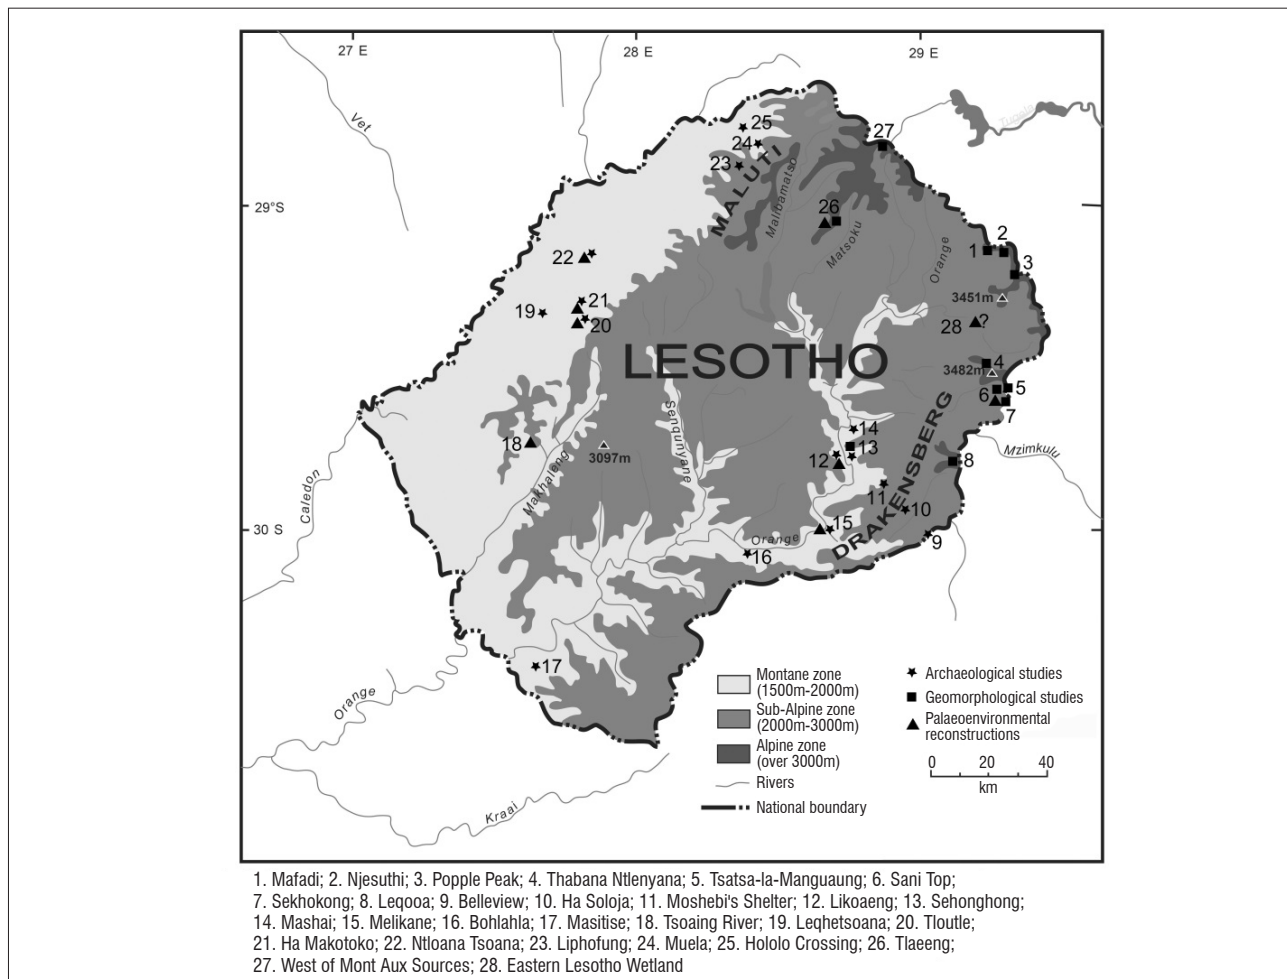 27 E
28 E
29 E
Vet
Tugela
25
24
23
27
MALUTI
Malibamatso
26
Matsoku
29°S
Orange
2
1
3
3451m
22
28
?
21
19
20
LESOTHO
4
3482m
5
6
7
Senqunyane
DRAKENSBERG
14
18
13
12
3097m
Makhaleng
8
Mzimkulu
Caledon
11
10
30 S
15
9
Orange
16
17
Orange
Kraai
Montane zone
(1500m-2000m)
Sub-Alpine zone
(2000m-3000m)
Alpine zone
(over 3000m)
Rivers
National boundary
Archaeological studies
Geomorphological studies
Palaeoenvironmental
reconstructions
0 20 40
km
1. Mafadi; 2. Njesuthi; 3. Popple Peak; 4. Thabana Ntlenyana; 5. Tsatsa-la-Manguaung; 6. Sani Top;
7. Sekhokong; 8. Leqooa; 9. Belleview; 10. Ha Soloja; 11. Moshebi's Shelter; 12. Likoaeng; 13. Sehonghong;
14. Mashai; 15. Melikane; 16. Bohlahla; 17. Masitise; 18. Tsoaing River; 19. Leqhetsoana; 20. Tloutle;
21. Ha Makotoko; 22. Ntloana Tsoana; 23. Liphofung; 24. Muela; 25. Hololo Crossing; 26. Tlaeeng;
27. West of Mont Aux Sources; 28. Eastern Lesotho Wetland